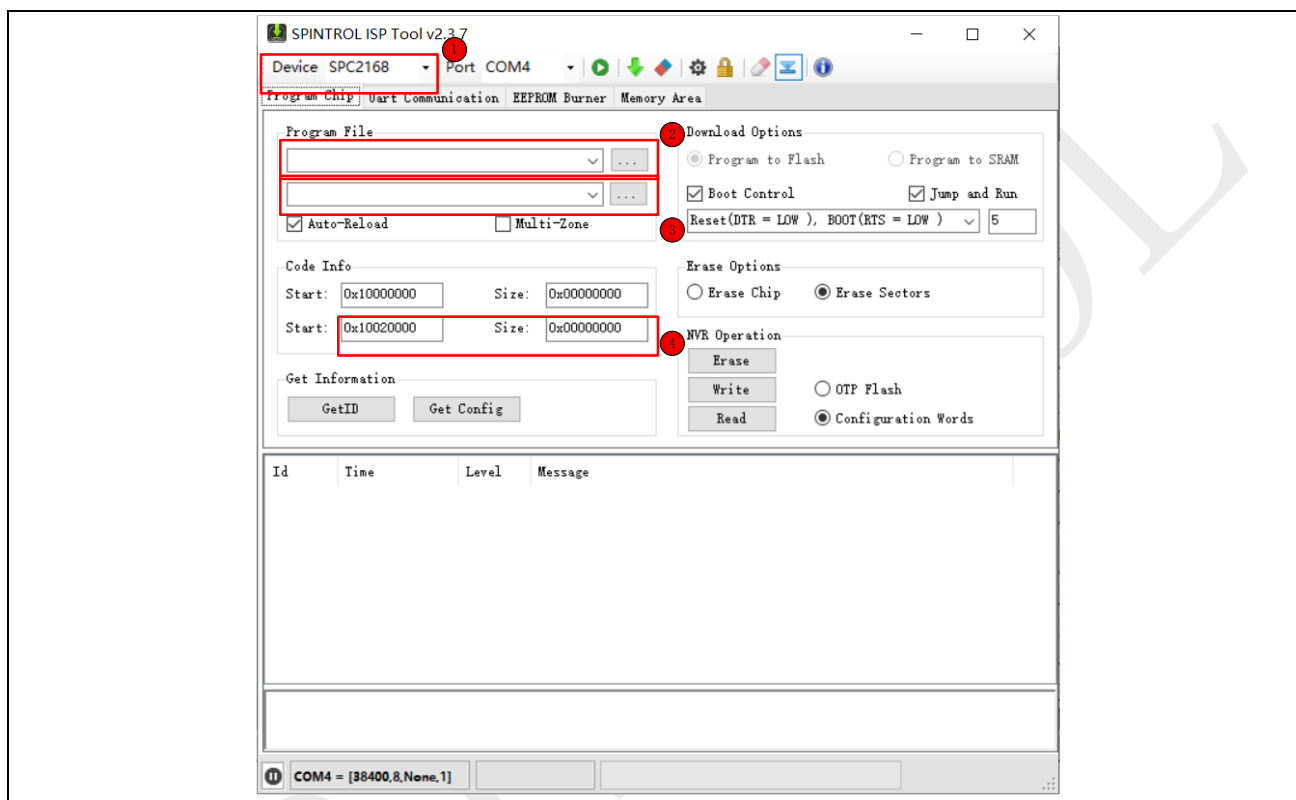 SPINTROL ISP Tool v2.3.7
1
Device SPC2168 Port COM4
Program Chip Uart Communication EEPROM Burner Memory Area
Program File
2
Download Options
...
Program to Flash Program to SRAM
...
Boot Control Jump and Run
Auto-Reload Multi-Zone
3
Reset(DTR = LOW ), BOOT(RTS = LOW ) 5
Code Info
Erase Options
Start: 0x10000000 Size: 0x00000000
Erase Chip Erase Sectors
Start: 0x10020000 Size: 0x00000000
4
NVR Operation
Erase
Get Information
Write OTP Flash
GetID Get Config
Read Configuration Words
Id Time Level Message
COM4 = [38400,8,None,1]